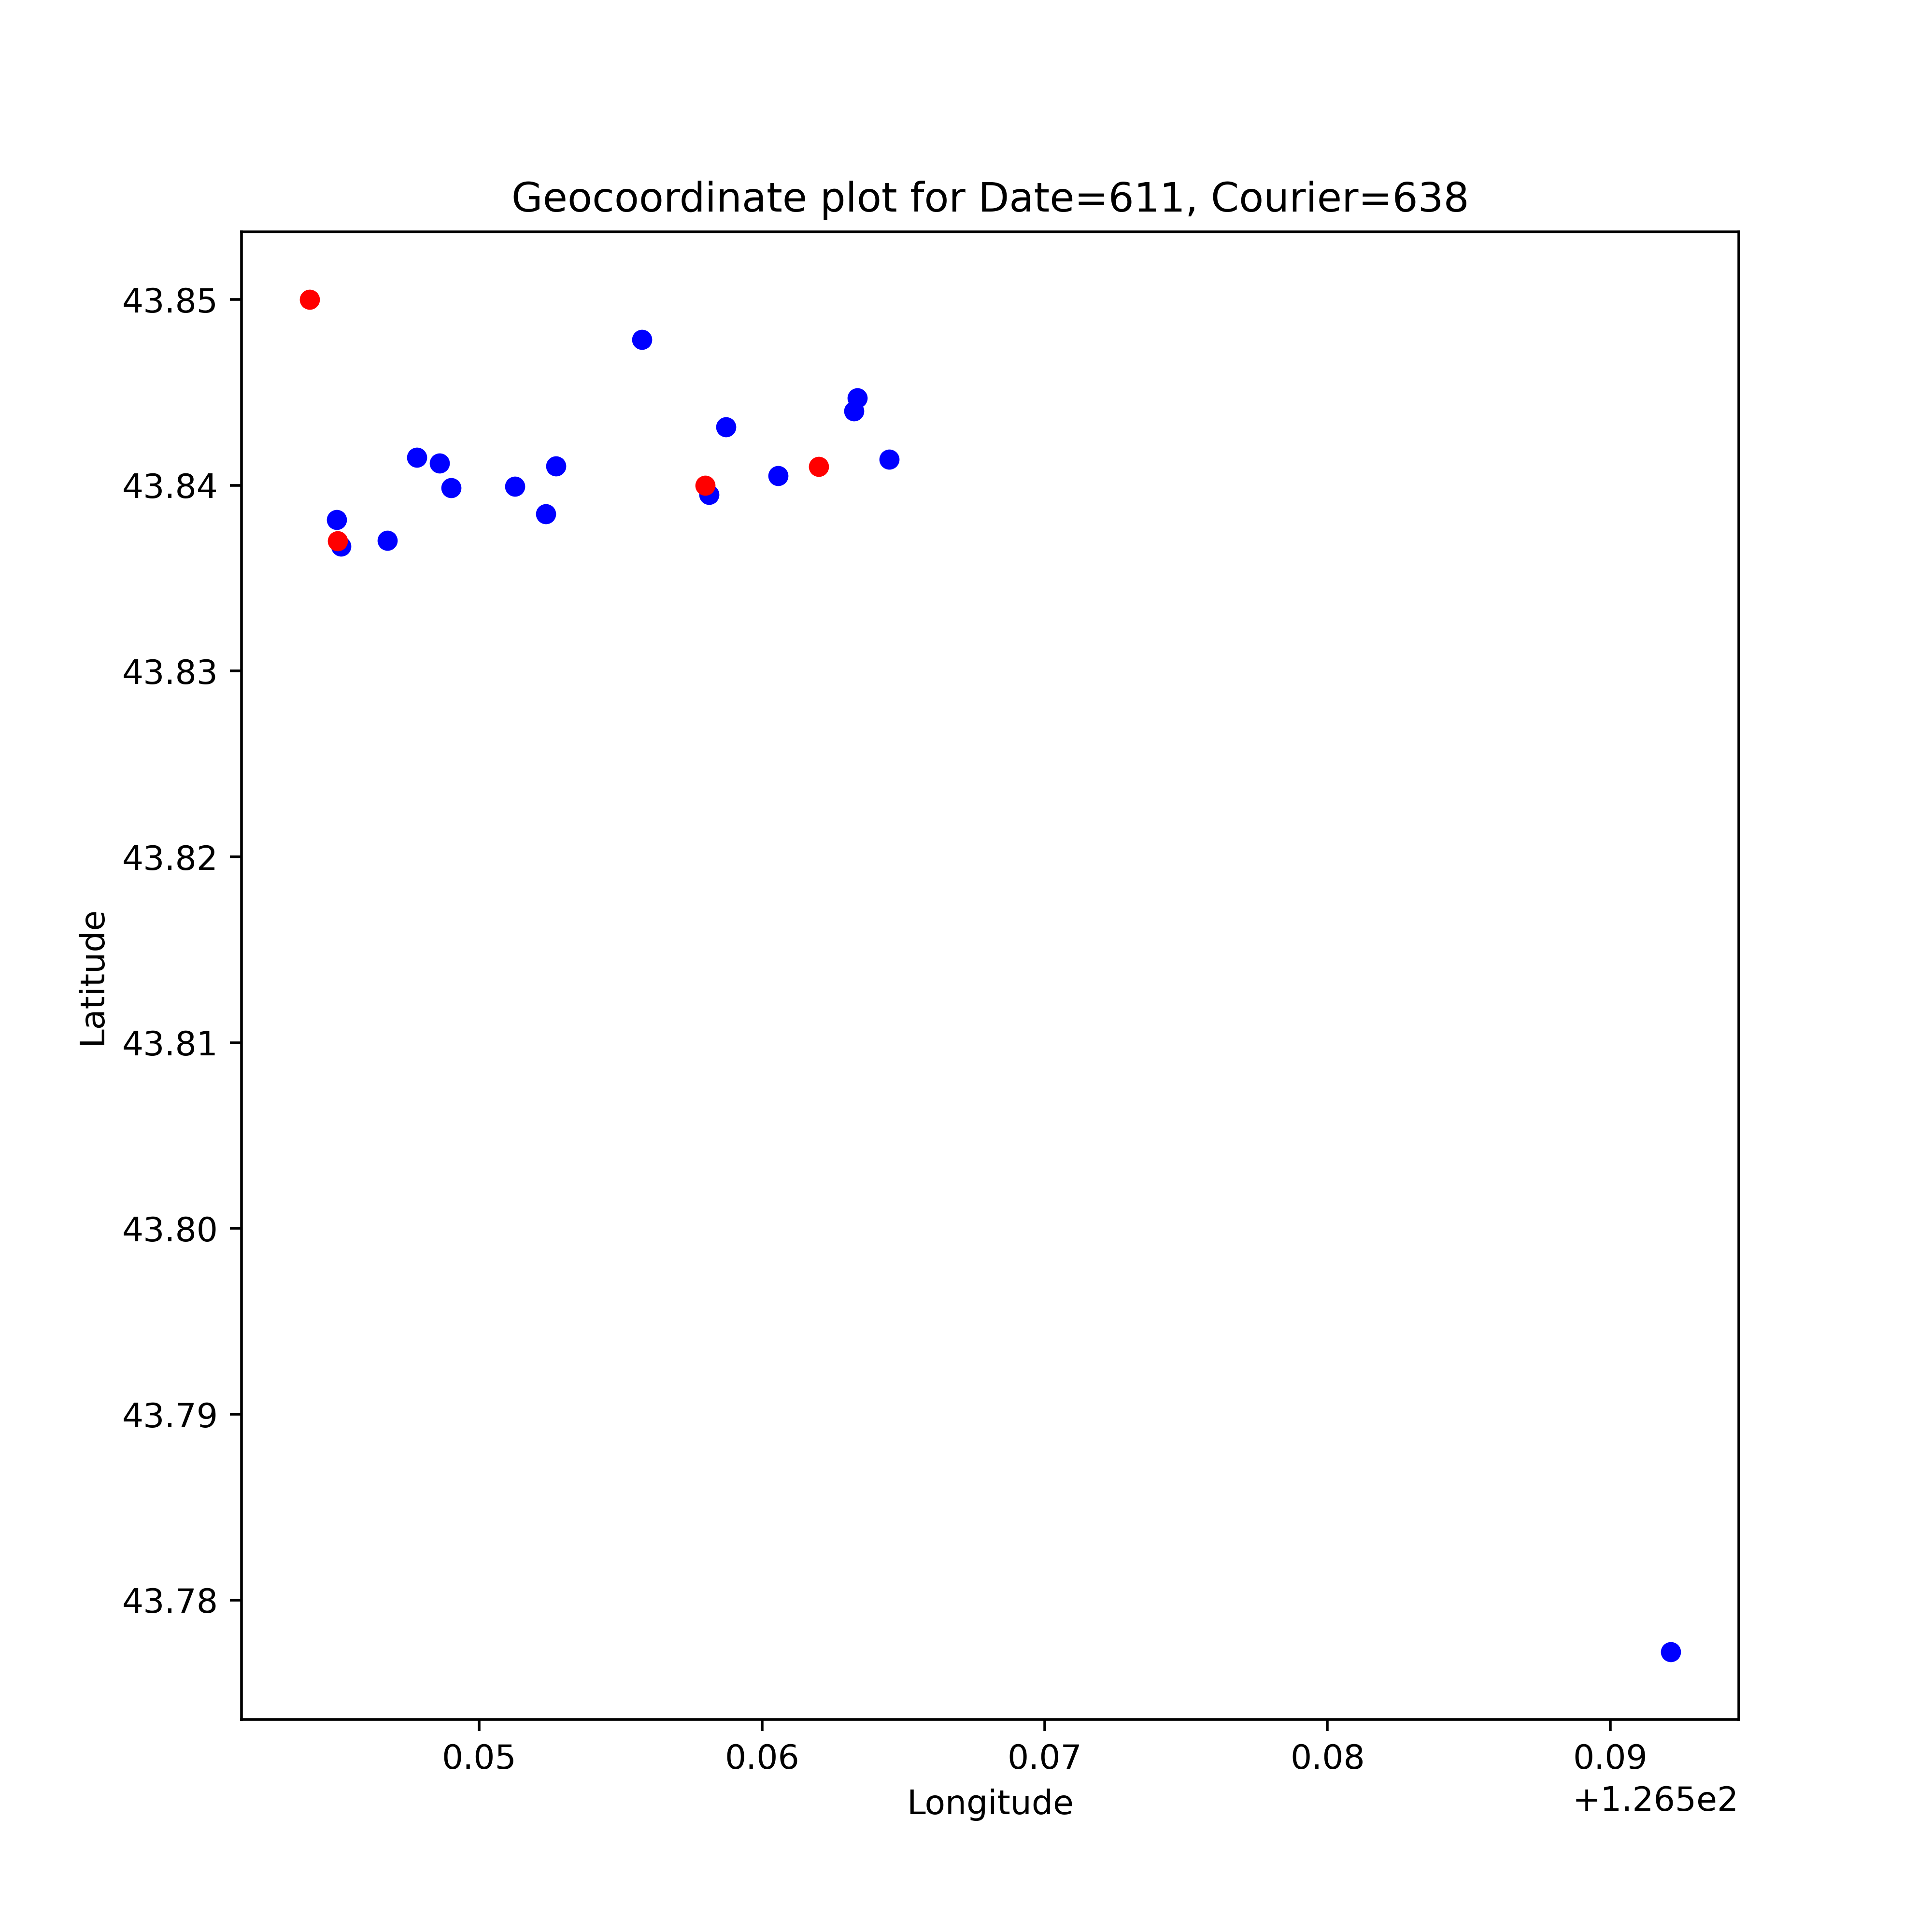 Geocoordinate plot for Date=611, Courier=638
43.85
43.84
43.83
43.82
43.81
43.80
43.79
43.78
Latitude
0.05 0.06 0.07 0.08 0.09
Longitude
+1.265e2